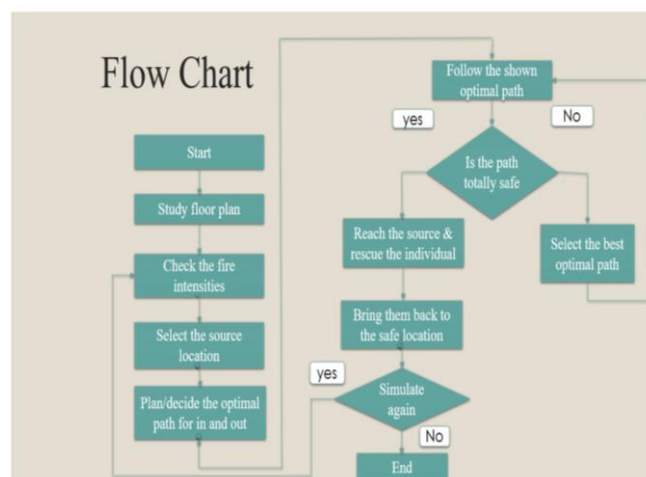 Flow Chart
Start
Study floor plan
Check the fire
intensities
Select the source
location
Plan/decide the optimal
path for in and out
Follow the shown
optimal path
yes
No
Is the path
totally safe
Reach the source &
rescue the individual
Select the best
optimal path
Bring them back to
the safe location
yes
Simulate
again
No
End